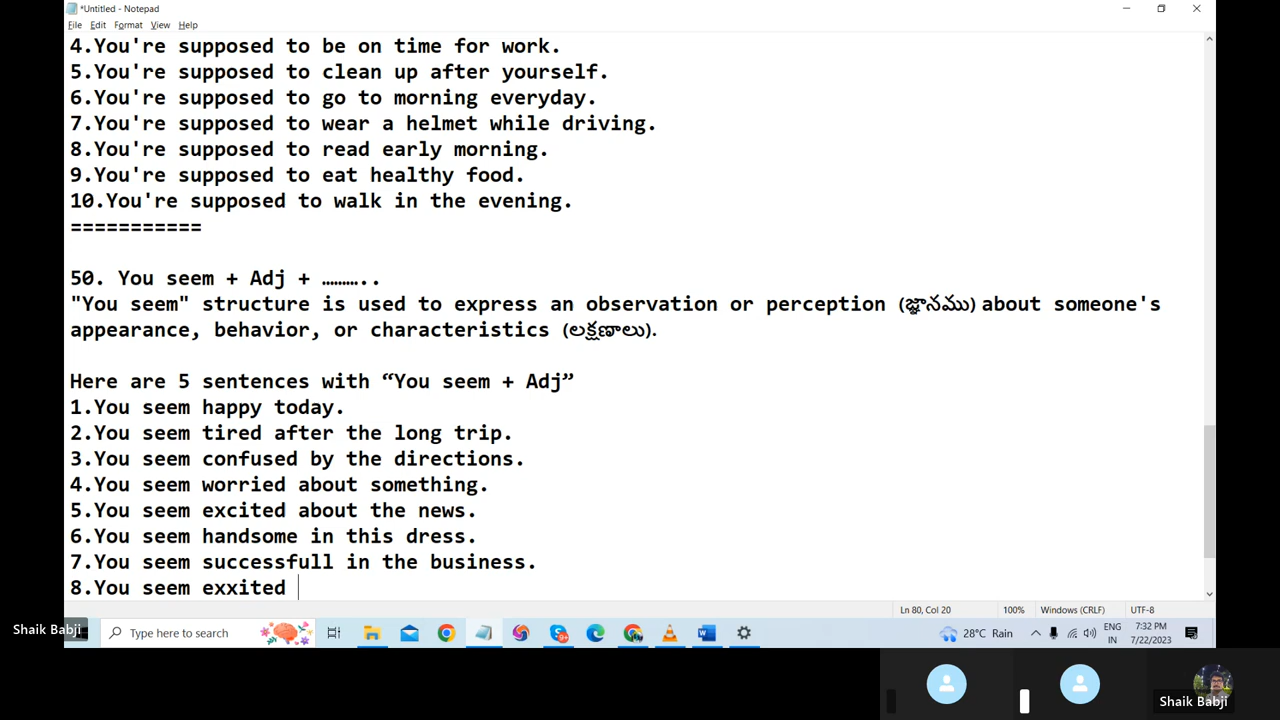 *Untitled - Notepad
File Edit Format View Help
4.You're supposed to be on time for work.
5.You're supposed to clean up after yourself.
6.You're supposed to go to morning everyday.
7.You're supposed to wear a helmet while driving.
8.You're supposed to read early morning.
9.You're supposed to eat healthy food.
10.You're supposed to walk in the evening.
===========
50. You seem + Adj + ………..
"You seem" structure is used to express an observation or perception (జ్ఞానము) about someone's
appearance, behavior, or characteristics (లక్షణాలు).
Here are 5 sentences with “You seem + Adj”
1.You seem happy today.
2.You seem tired after the long trip.
3.You seem confused by the directions.
4.You seem worried about something.
5.You seem excited about the news.
6.You seem handsome in this dress.
7.You seem successfull in the business.
8.You seem exxited
Ln 80, Col 20 100% Windows (CRLF) UTF-8
Shaik Babji
Type here to search
28°C Rain
ENG
IN
7:32 PM
7/22/2023
Shaik Babji